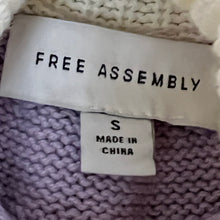 FREE ASSEMBLY
S
MADE IN
CHINA